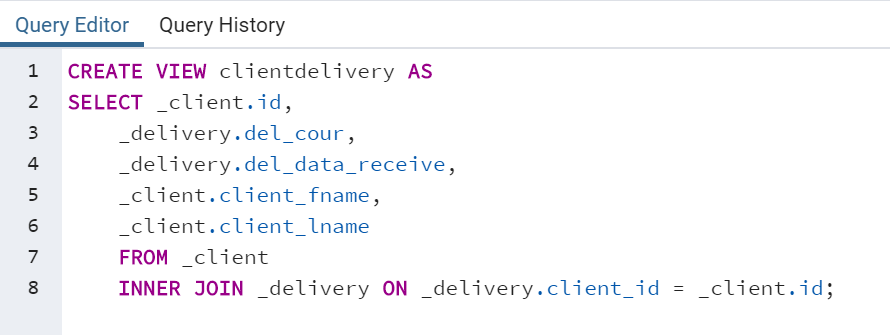 Query Editor Query History
1 CREATE VIEW clientdelivery AS
2 SELECT _client.id,
3 _delivery.del_cour,
4 _delivery.del_data_receive,
5 _client.client_fname,
6 _client.client_lname
7 FROM _client
8 INNER JOIN _delivery ON _delivery.client_id = _client.id;